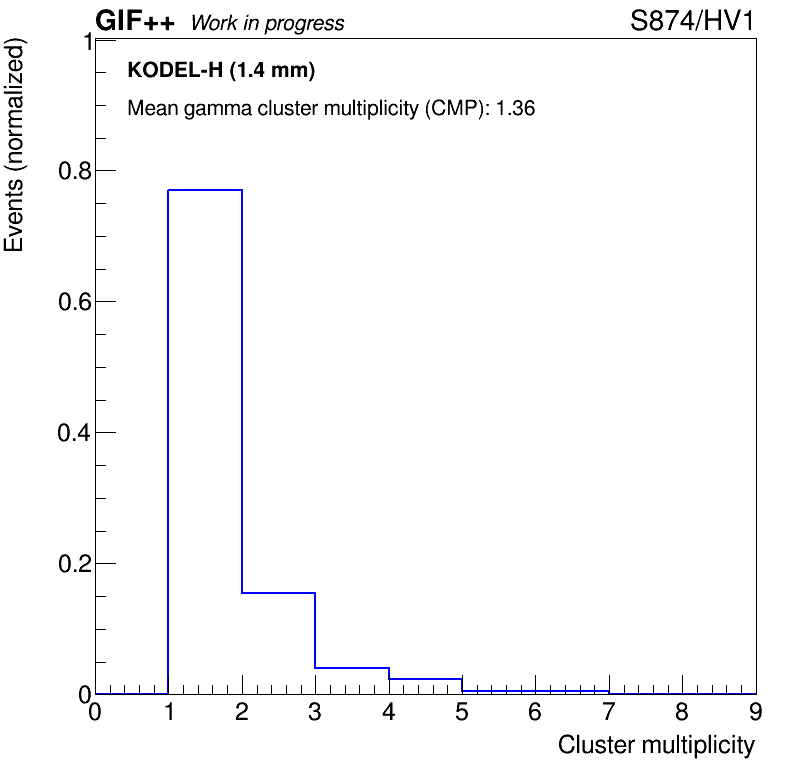 GIF++ Work in progress S874/HV1
Events (normalized)
KODEL-H (1.4 mm)
Mean gamma cluster multiplicity (CMP): 1.36
1
0.8
0.6
0.4
0.2
0
0 1 2 3 4 5 6 7 8 9
Cluster multiplicity